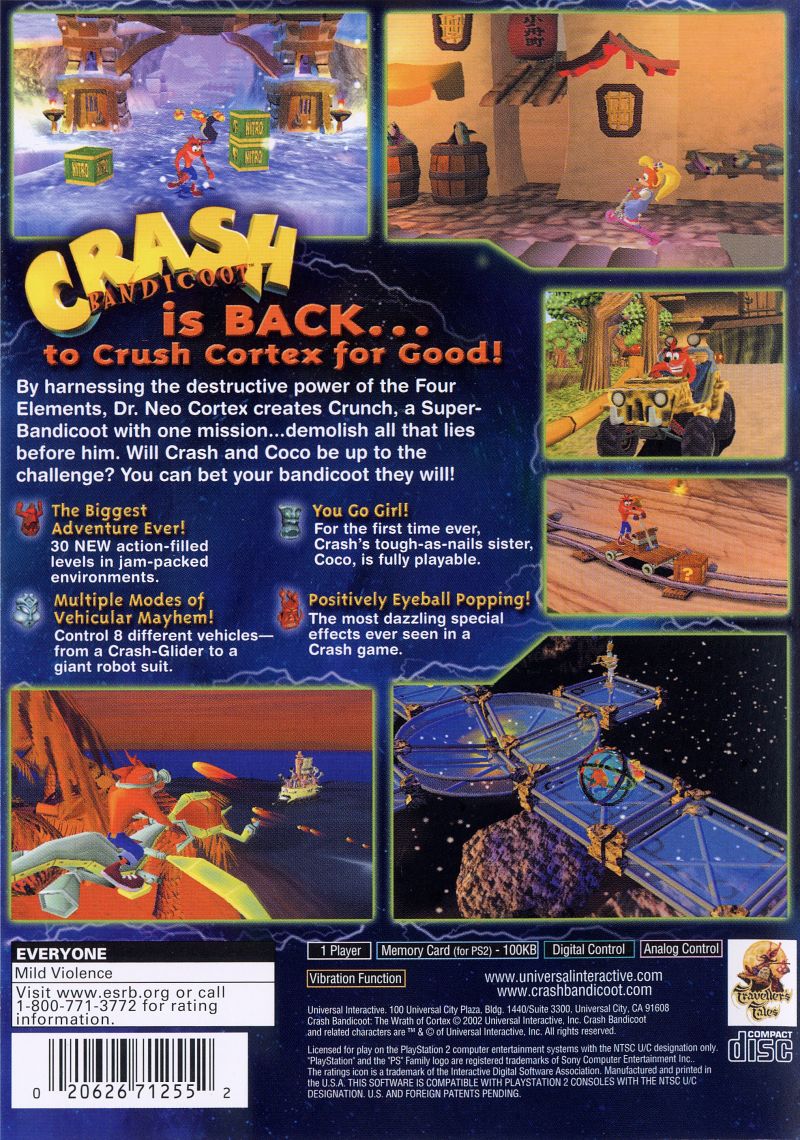 NITRO
NITRO
NITRO
NITRO
CRASH
BANDICOOT™
is BACK...
to Crush Cortex for Good!
By harnessing the destructive power of the Four
Elements, Dr. Neo Cortex creates Crunch, a Super-
Bandicoot with one mission...demolish all that lies
before him. Will Crash and Coco be up to the
challenge? You can bet your bandicoot they will!
The Biggest
Adventure Ever!
30 NEW action-filled
levels in jam-packed
environments.
You Go Girl!
For the first time ever,
Crash's tough-as-nails sister,
Coco, is fully playable.
Multiple Modes of
Vehicular Mayhem!
Control 8 different vehicles—
from a Crash-Glider to a
giant robot suit.
Positively Eyeball Popping!
The most dazzling special
effects ever seen in a
Crash game.
?
EVERYONE
Mild Violence
Visit www.esrb.org or call
1-800-771-3772 for rating
information.
0 20626 71255 2
1 Player
Memory Card (for PS2) - 100KB
Digital Control
Analog Control
Vibration Function
www.universalinteractive.com
www.crashbandicoot.com
Universal Interactive. 100 Universal City Plaza, Bldg. 1440/Suite 3300, Universal City, CA 91608
Crash Bandicoot: The Wrath of Cortex © 2002 Universal Interactive, Inc. Crash Bandicoot
and related characters are ™ & © of Universal Interactive, Inc. All rights reserved.
Licensed for play on the PlayStation 2 computer entertainment systems with the NTSC U/C designation only.
"PlayStation" and the "PS" Family logo are registered trademarks of Sony Computer Entertainment Inc..
The ratings icon is a trademark of the Interactive Digital Software Association. Manufactured and printed in
the U.S.A. THIS SOFTWARE IS COMPATIBLE WITH PLAYSTATION 2 CONSOLES WITH THE NTSC U/C
DESIGNATION. U.S. AND FOREIGN PATENTS PENDING.
Travellers
Tales
COMPACT
disc